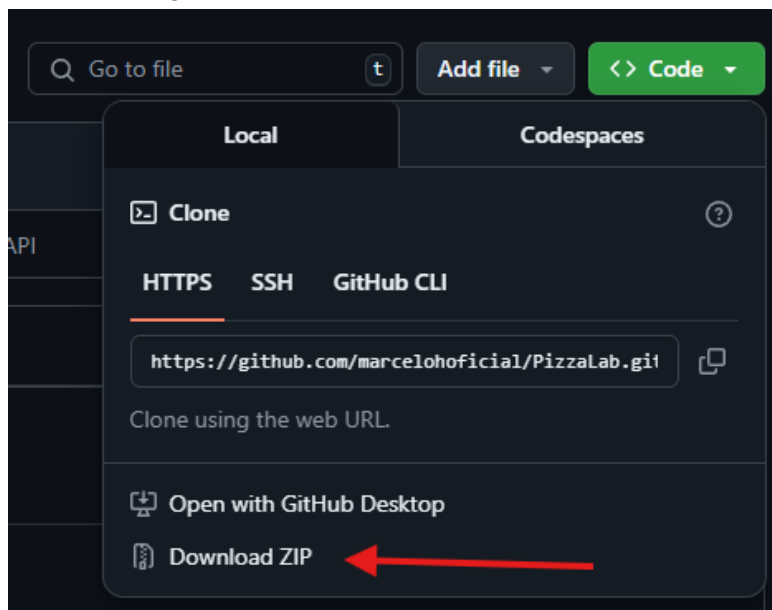 Go to file t Add file <> Code
Local Codespaces
Clone
API
HTTPS SSH GitHub CLI
https://github.com/marcelohoficial/PizzaLab.git
Clone using the web URL.
Open with GitHub Desktop
Download ZIP